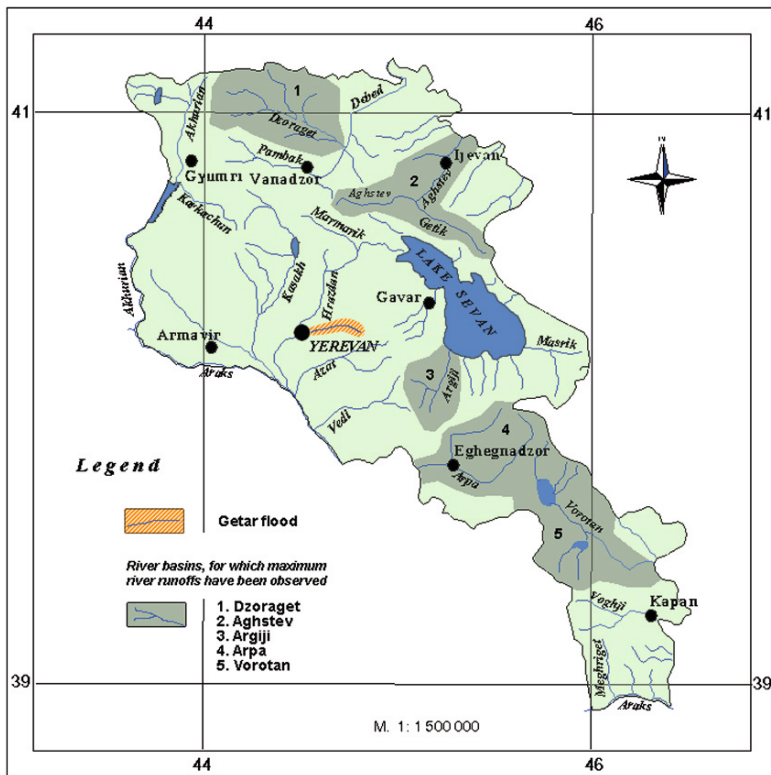 44
46
41
41
N
1
Dzoraget
Debed
Akhurian
Pambak
Gyumri
Vanadzor
Ijevan
2
Aghstev
Aghstev
Getik
Karkachun
Marmarik
Kasakh
Hrazdan
LAKE SEVAN
Gavar
Akhurian
Armavir
YEREVAN
Masrik
Araks
Azat
3
Argiji
Vedi
4
Eghegnadzor
Arpa
Vorotan
5
Voghji
Kapan
Meghriget
Araks
Legend
Getar flood
River basins, for which maximum
river runoffs have been observed
1. Dzoraget
2. Aghstev
3. Argiji
4. Arpa
5. Vorotan
39
39
M. 1: 1 500 000
44
46